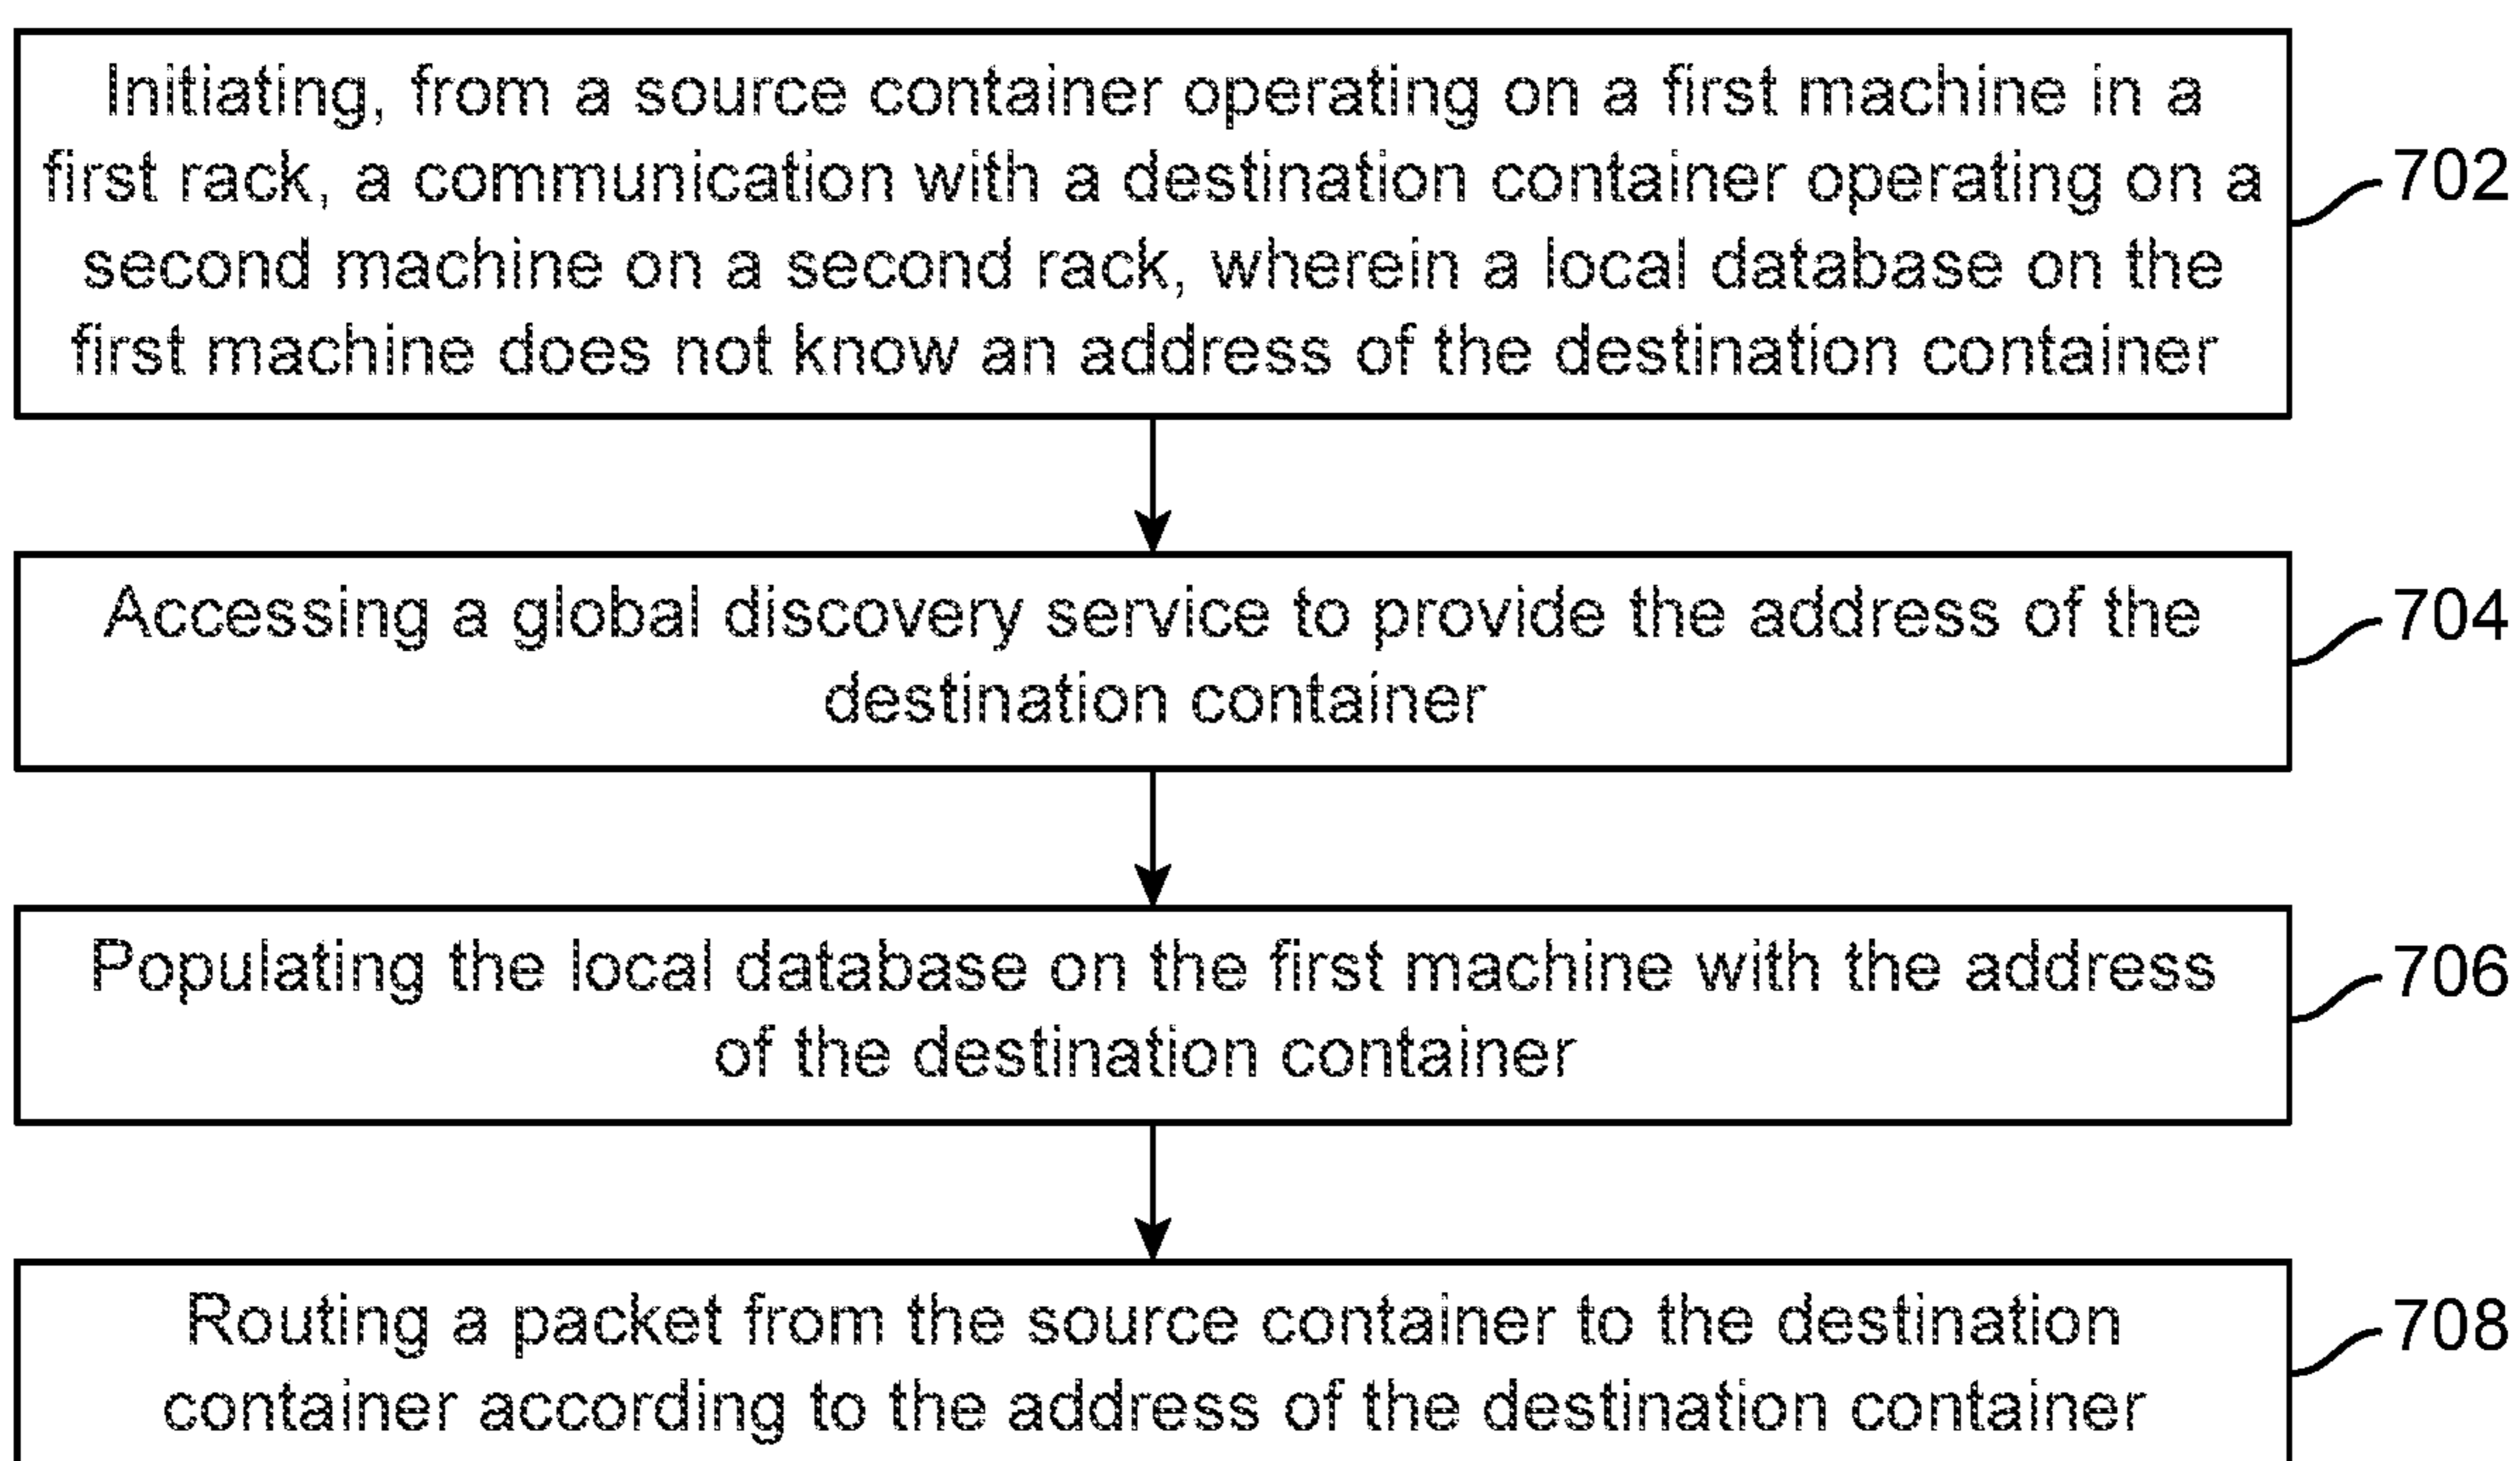 Initiating, from a source container operating on a first machine in a
first rack, a communication with a destination container operating on a
second machine on a second rack, wherein a local database on the
first machine does not know an address of the destination container
702
Accessing a global discovery service to provide the address of the
destination container
704
Populating the local database on the first machine with the address
of the destination container
706
Routing a packet from the source container to the destination
container according to the address of the destination container
708